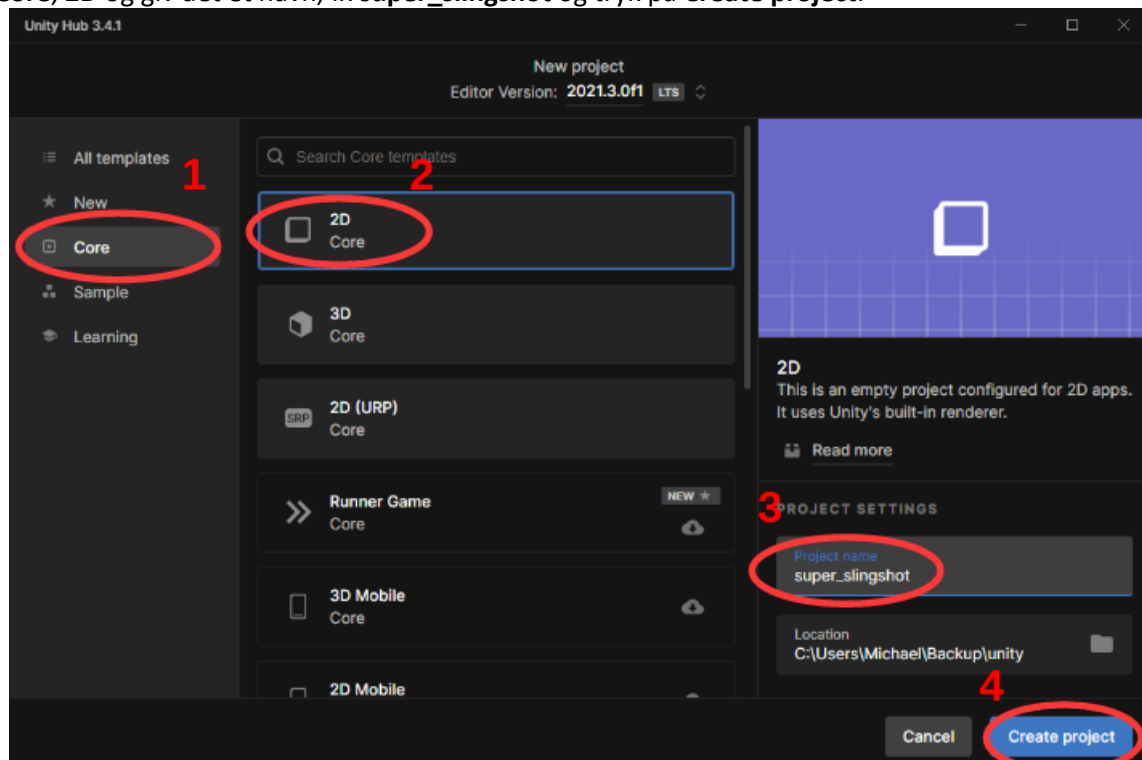 Unity Hub 3.4.1
New project
Editor Version: 2021.3.0f1 LTS
All templates
New
Core
Sample
Learning
1
Search Core templates
2
2D
Core
3D
Core
SRP
2D (URP)
Core
Runner Game
Core
NEW
3D Mobile
Core
2D Mobile
2D
This is an empty project configured for 2D apps.
It uses Unity's built-in renderer.
Read more
3
PROJECT SETTINGS
Project name
super_slingshot
Location
C:\Users\Michael\Backup\unity
4
Cancel
Create project